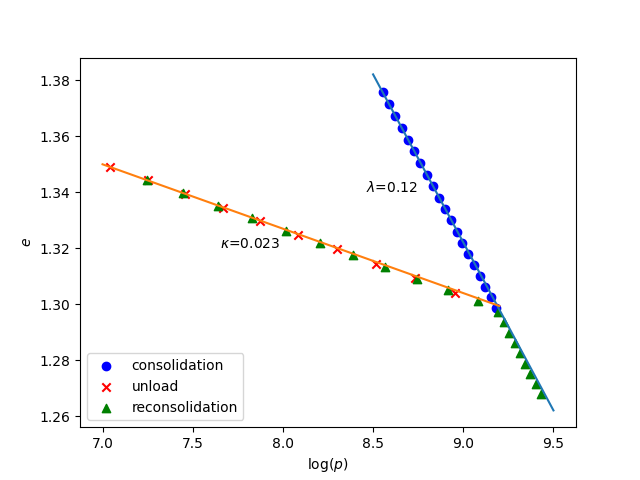 1.38
1.36
1.34
1.32
1.30
1.28
1.26
e
λ=0.12
κ=0.023
consolidation
unload
reconsolidation
7.0 7.5 8.0 8.5 9.0 9.5
log(p)